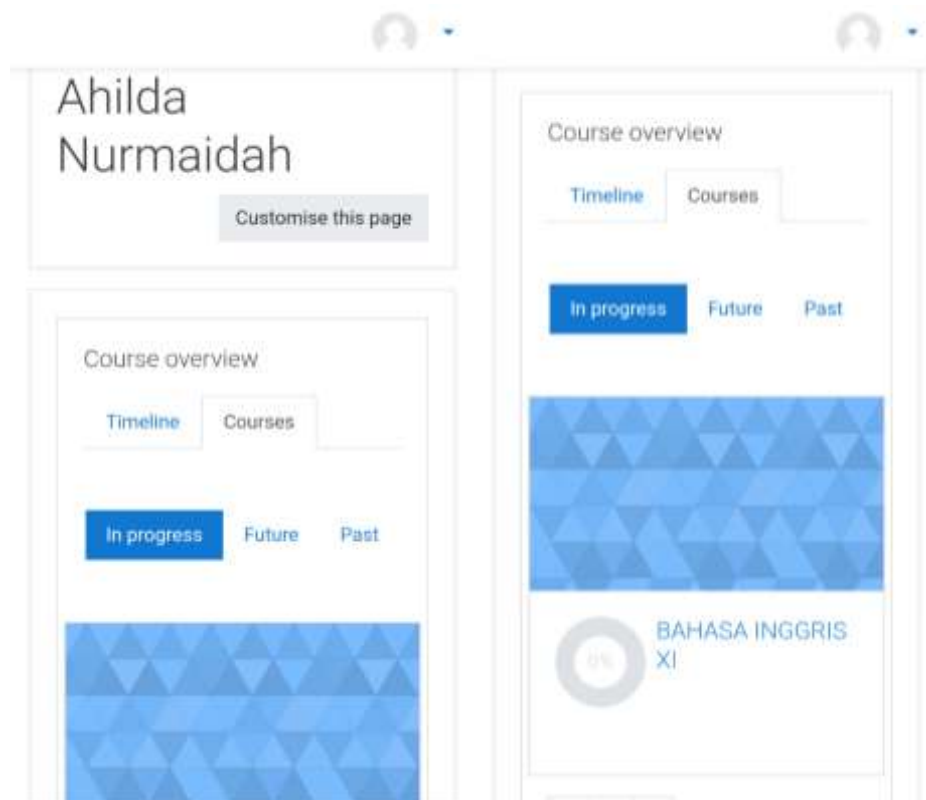 Ahilda
Nurmaidah
Customise this page
Course overview
Timeline Courses
In progress Future Past
Course overview
Timeline Courses
In progress Future Past
0%
BAHASA INGGRIS
XI